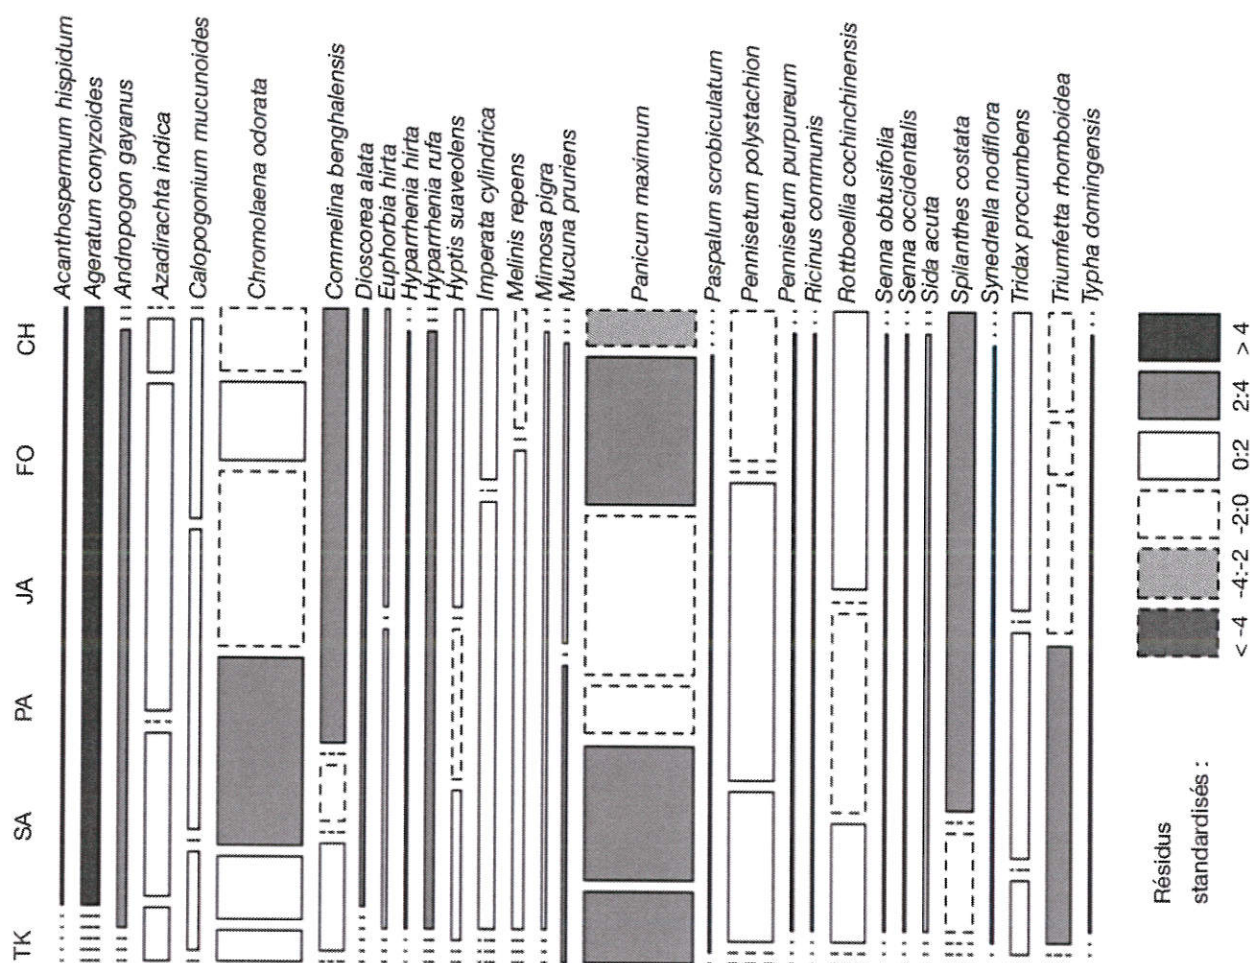 TK SA PA JA FO CH
Acanthospermum hispidum
Ageratum conyzoides
Andropogon gayanus
Azadirachta indica
Calopogonium mucunoides
Chromolaena odorata
Commelina benghalensis
Dioscorea alata
Euphorbia hirta
Hyparrhenia hirta
Hyparrhenia rufa
Hyptis suaveolens
Imperata cylindrica
Melinis repens
Mimosa pigra
Mucuna pruriens
Panicum maximum
Paspalum scrobiculatum
Pennisetum polystachion
Pennisetum purpureum
Ricinus communis
Rottboellia cochinchinensis
Senna obtusifolia
Senna occidentalis
Sida acuta
Spilanthes costata
Synedrella nodiflora
Tridax procumbens
Triumfetta rhomboidea
Typha domingensis
Résidus
standardisés :
< -4 -4:-2 -2:0 0:2 2:4 > 4